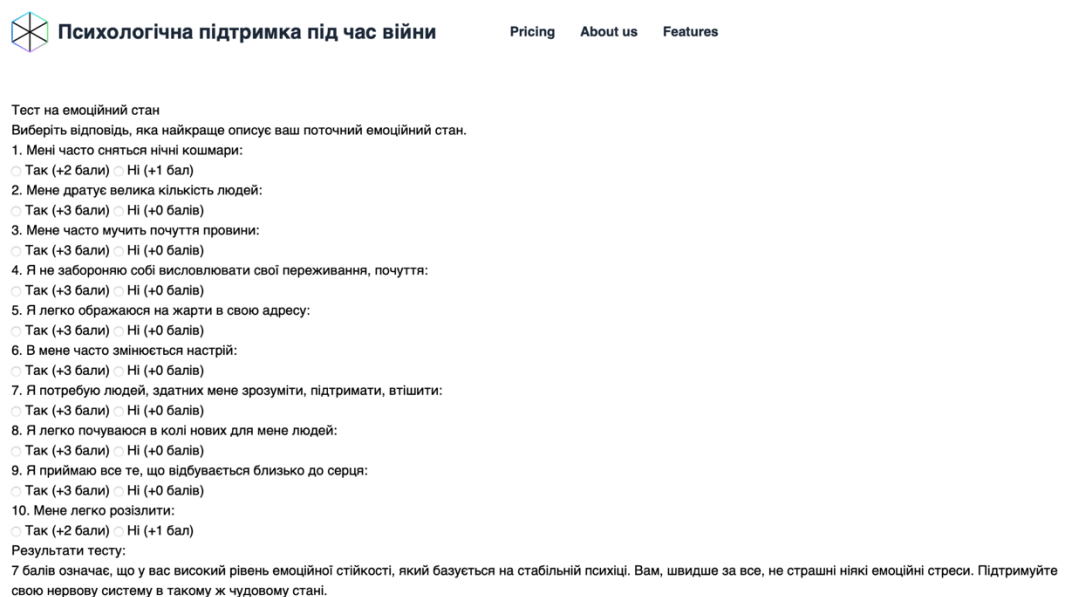 Психологічна підтримка під час війни
Pricing About us Features
Тест на емоційний стан
Виберіть відповідь, яка найкраще описує ваш поточний емоційний стан.
1. Мені часто сняться нічні кошмари:
Так (+2 бали) Ні (+1 бал)
2. Мене дратує велика кількість людей:
Так (+3 бали) Ні (+0 балів)
3. Мене часто мучить почуття провини:
Так (+3 бали) Ні (+0 балів)
4. Я не забороняю собі висловлювати свої переживання, почуття:
Так (+3 бали) Ні (+0 балів)
5. Я легко ображаюся на жарти в свою адресу:
Так (+3 бали) Ні (+0 балів)
6. В мене часто змінюється настрій:
Так (+3 бали) Ні (+0 балів)
7. Я потребую людей, здатних мене зрозуміти, підтримати, втішити:
Так (+3 бали) Ні (+0 балів)
8. Я легко почуваюся в колі нових для мене людей:
Так (+3 бали) Ні (+0 балів)
9. Я приймаю все те, що відбувається близько до серця:
Так (+3 бали) Ні (+0 балів)
10. Мене легко розізлити:
Так (+2 бали) Ні (+1 бал)
Результати тесту:
7 балів означає, що у вас високий рівень емоційної стійкості, який базується на стабільній психіці. Вам, швидше за все, не страшні ніякі емоційні стреси. Підтримуйте
свою нервову систему в такому ж чудовому стані.